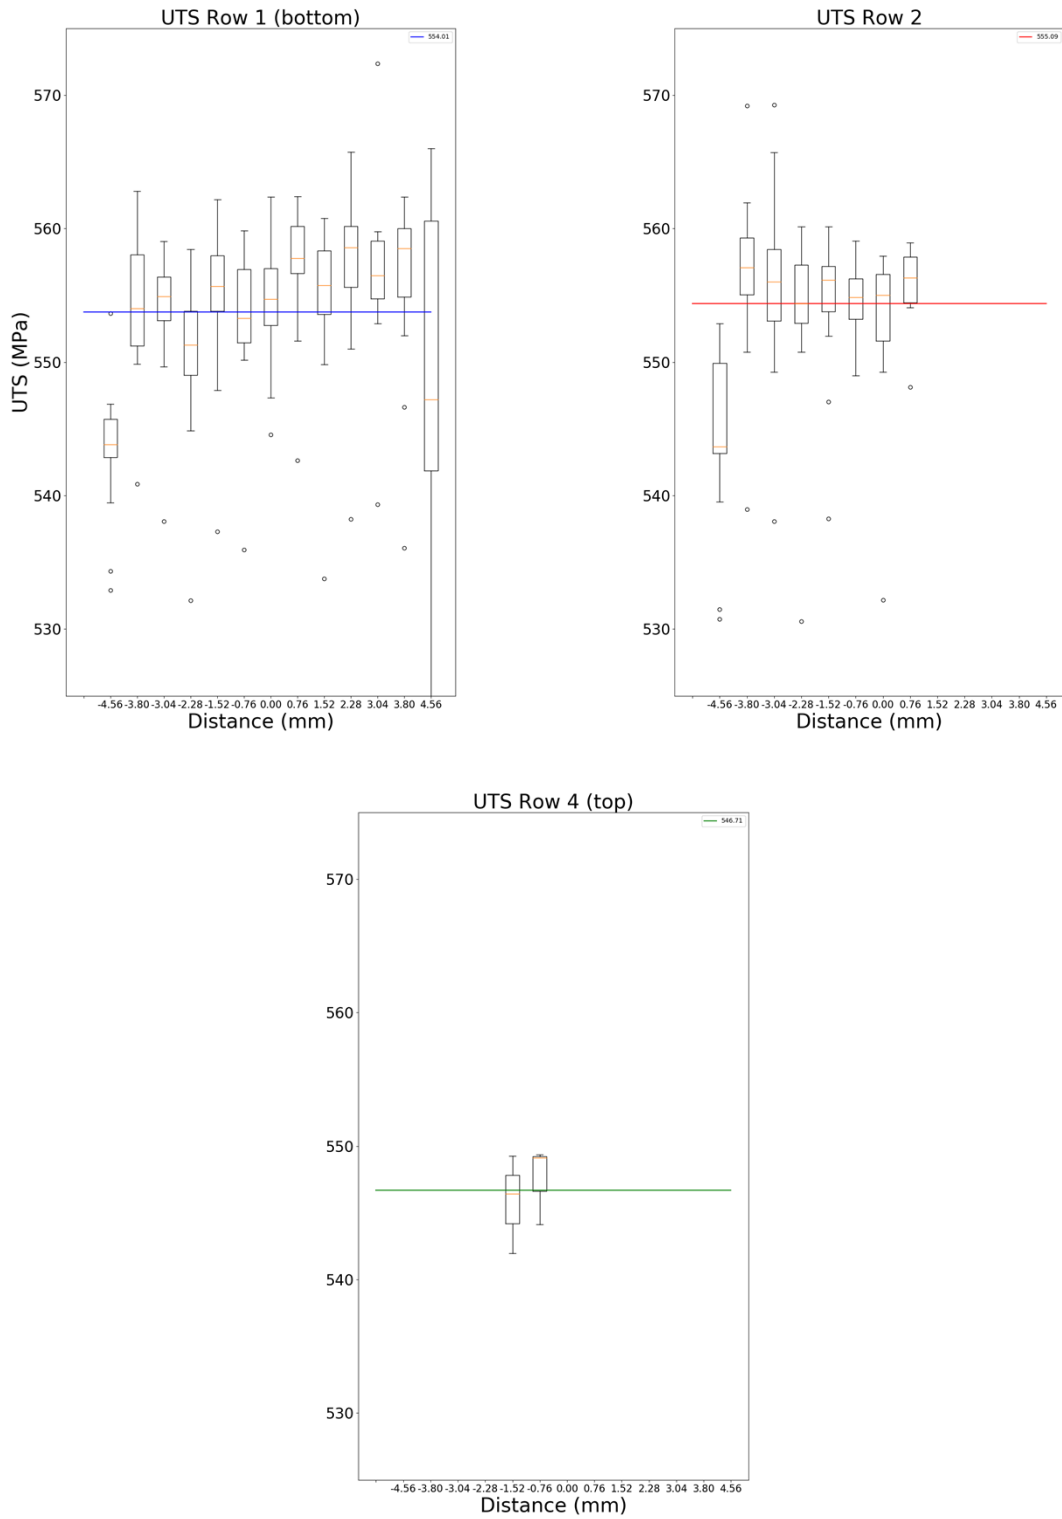 UTS Row 1 (bottom)
554.01
570
560
550
540
530
UTS (MPa)
-4.56 -3.80 -3.04 -2.28 -1.52 -0.76 0.00 0.76 1.52 2.28 3.04 3.80 4.56
Distance (mm)
UTS Row 2
555.09
570
560
550
540
530
-4.56 -3.80 -3.04 -2.28 -1.52 -0.76 0.00 0.76 1.52 2.28 3.04 3.80 4.56
Distance (mm)
UTS Row 4 (top)
546.71
570
560
550
540
530
-4.56 -3.80 -3.04 -2.28 -1.52 -0.76 0.00 0.76 1.52 2.28 3.04 3.80 4.56
Distance (mm)